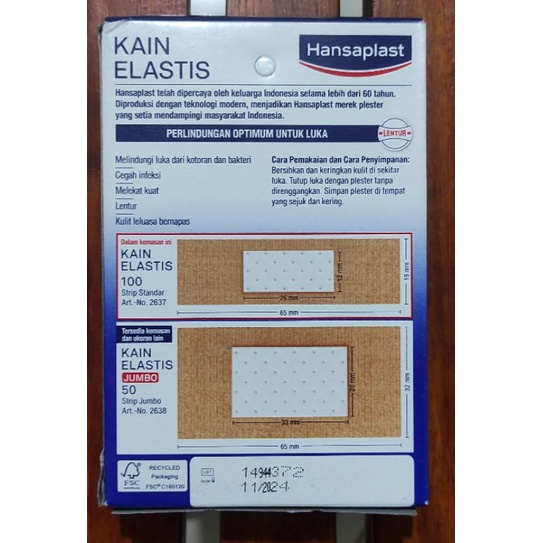 KAIN
ELASTIS
Hansaplast
Hansaplast telah dipercaya oleh keluarga Indonesia selama lebih dari 60 tahun.
Diproduksi dengan teknologi modern, menjadikan Hansaplast merek plester
yang setia mendampingi masyarakat Indonesia.
PERLINDUNGAN OPTIMUM UNTUK LUKA
LENTUR
Melindungi luka dari kotoran dan bakteri
Cegah infeksi
Melekat kuat
Lentur
Kulit leluasa bernapas
Cara Pemakaian dan Cara Penyimpanan:
Bersihkan dan keringkan kulit di sekitar
luka. Tutup luka dengan plester tanpa
direnggangkan. Simpan plester di tempat
yang sejuk dan kering.
Dalam kemasan ini
KAIN
ELASTIS
100
Strip Standar
Art.-No. 2637
12 mm
26 mm
19 mm
65 mm
Tersedia kemasan
dan ukuran lain
KAIN
ELASTIS
JUMBO
50
Strip Jumbo
Art.-No. 2638
20 mm
33 mm
32 mm
65 mm
FSC
RECYCLED
Packaging
FSC® C160120
LOT
11/2024